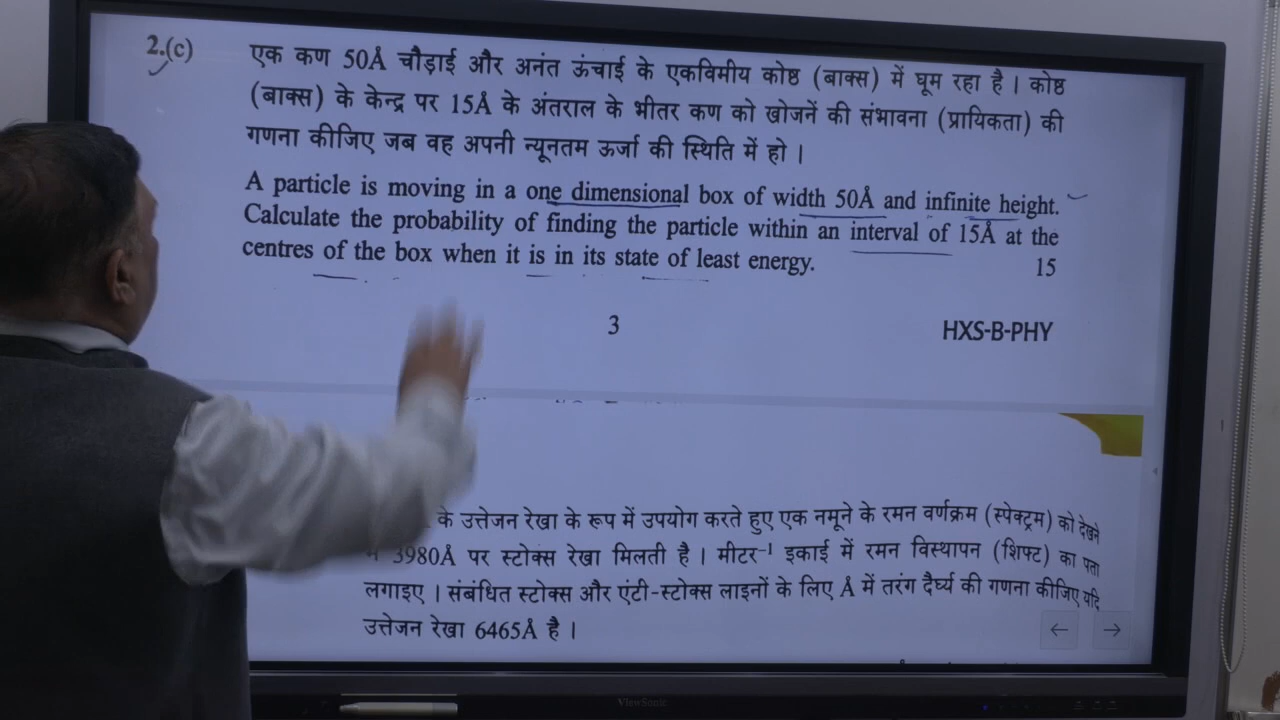 2.(c) एक कण 50Å चौड़ाई और अनंत ऊंचाई के एकविमीय कोष्ठ (बाक्स) में घूम रहा है । कोष्ठ
(बाक्स) के केन्द्र पर 15Å के अंतराल के भीतर कण को खोजनें की संभावना (प्रायिकता) की
गणना कीजिए जब वह अपनी न्यूनतम ऊर्जा की स्थिति में हो ।
A particle is moving in a one dimensional box of width 50Å and infinite height.
Calculate the probability of finding the particle within an interval of 15Å at the
centres of the box when it is in its state of least energy. 15
3 HXS-B-PHY
के उत्तेजन रेखा के रूप में उपयोग करते हुए एक नमूने के रमन वर्णक्रम (स्पेक्ट्रम) को देखने
3980Å पर स्टोक्स रेखा मिलती है । मीटर⁻¹ इकाई में रमन विस्थापन (शिफ्ट) का पता
लगाइए । संबंधित स्टोक्स और एंटी-स्टोक्स लाइनों के लिए Å में तरंग दैर्घ्य की गणना कीजिए यदि
उत्तेजन रेखा 6465Å है ।
ViewSonic